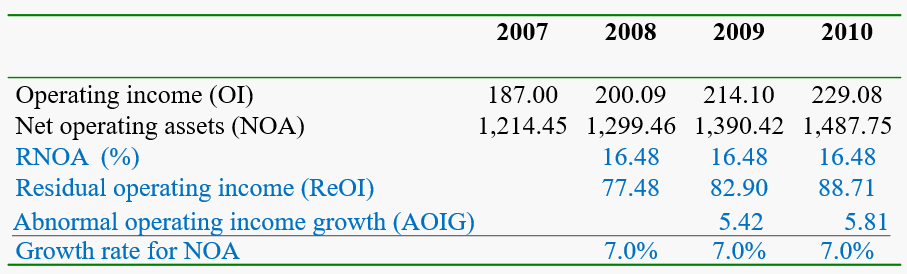 2007 2008 2009 2010
Operating income (OI) 187.00 200.09 214.10 229.08
Net operating assets (NOA) 1,214.45 1,299.46 1,390.42 1,487.75
RNOA (%) 16.48 16.48 16.48
Residual operating income (ReOI) 77.48 82.90 88.71
Abnormal operating income growth (AOIG) 5.42 5.81
Growth rate for NOA 7.0% 7.0% 7.0%